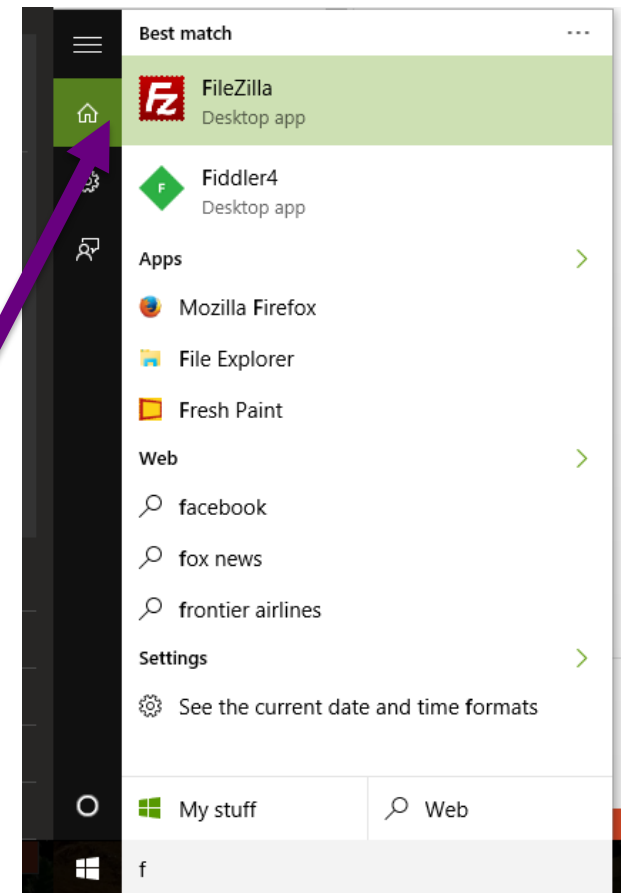 Best match
FileZilla
Desktop app
F
Fiddler4
Desktop app
Apps
Mozilla Firefox
File Explorer
Fresh Paint
Web
facebook
fox news
frontier airlines
Settings
See the current date and time formats
My stuff
Web
f